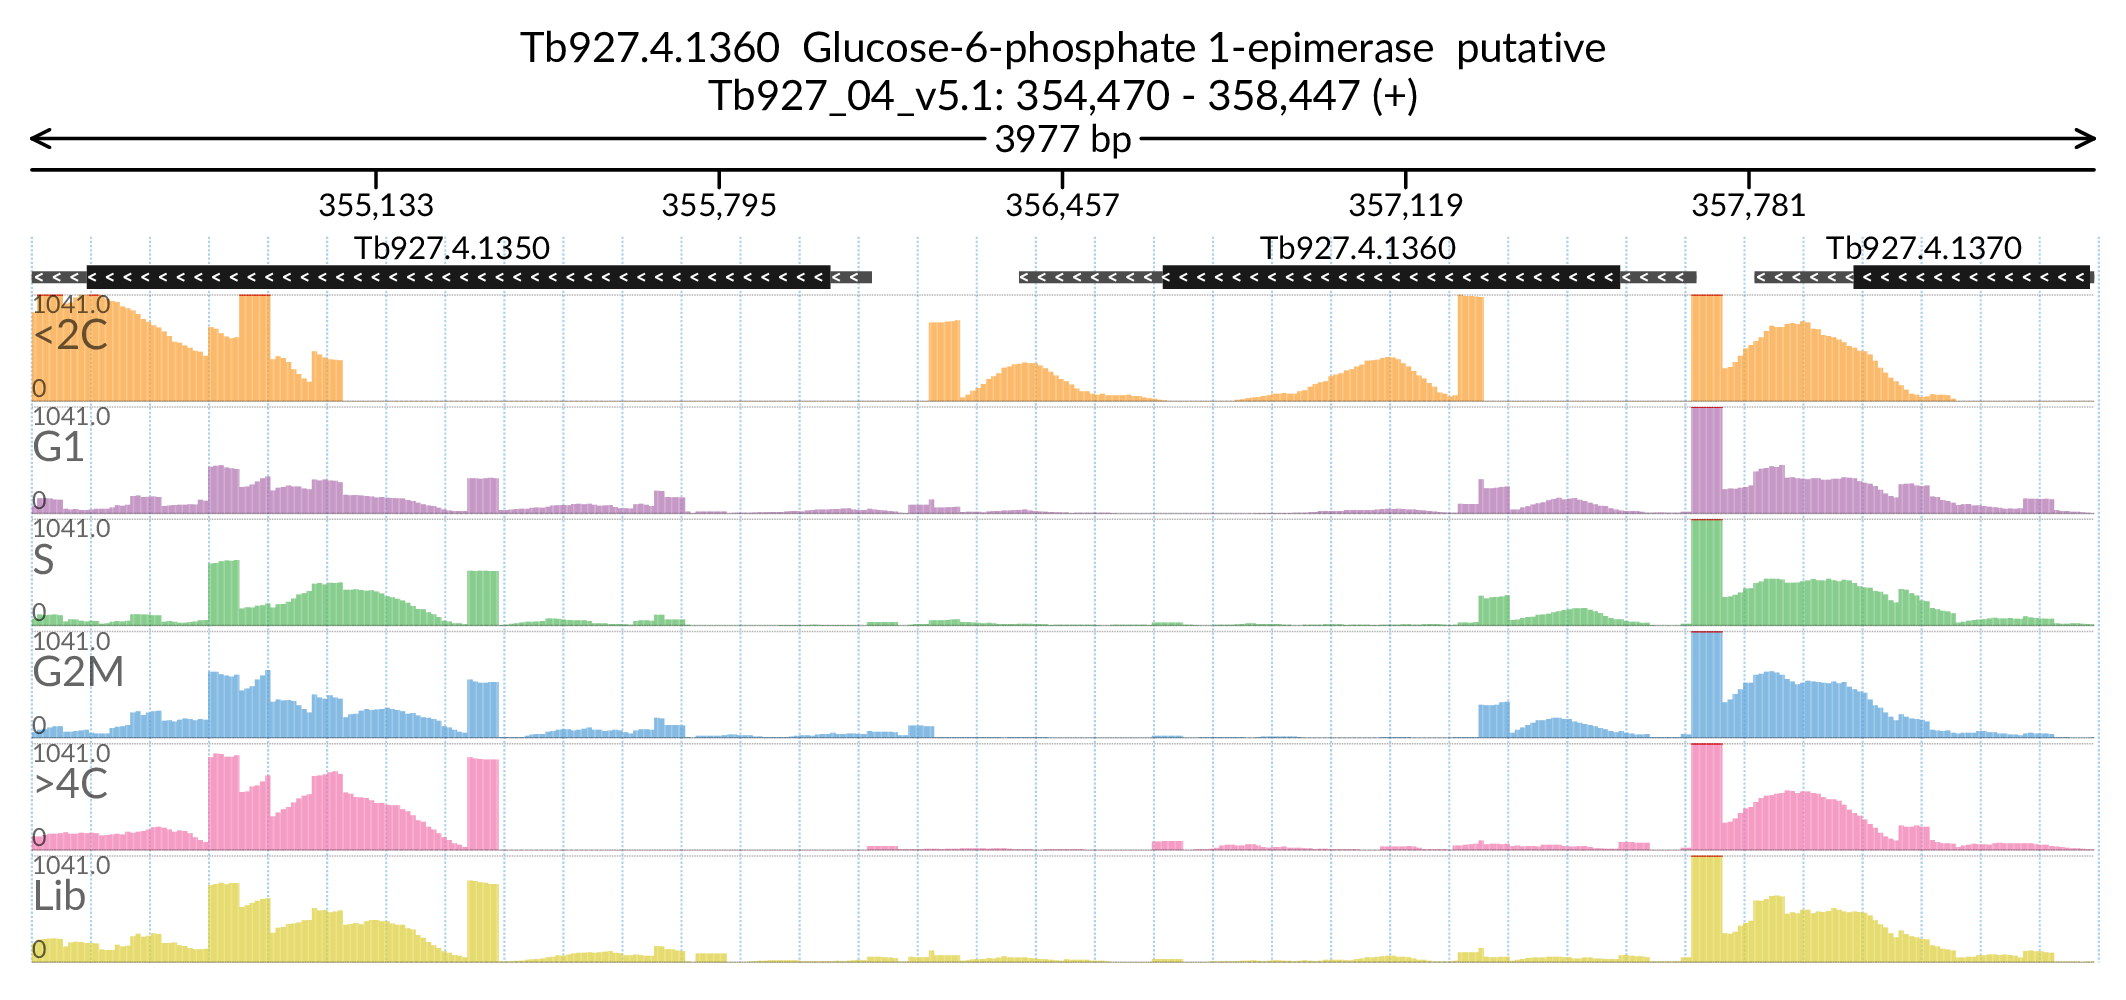 Tb927.4.1360 Glucose-6-phosphate 1-epimerase putative
Tb927_04_v5.1: 354,470 - 358,447 (+)
3977 bp
355,133 355,795 356,457 357,119 357,781
Tb927.4.1350 Tb927.4.1360 Tb927.4.1370
1041.0
<2C
0
1041.0
G1
0
1041.0
S
0
1041.0
G2M
0
1041.0
>4C
0
1041.0
Lib
0